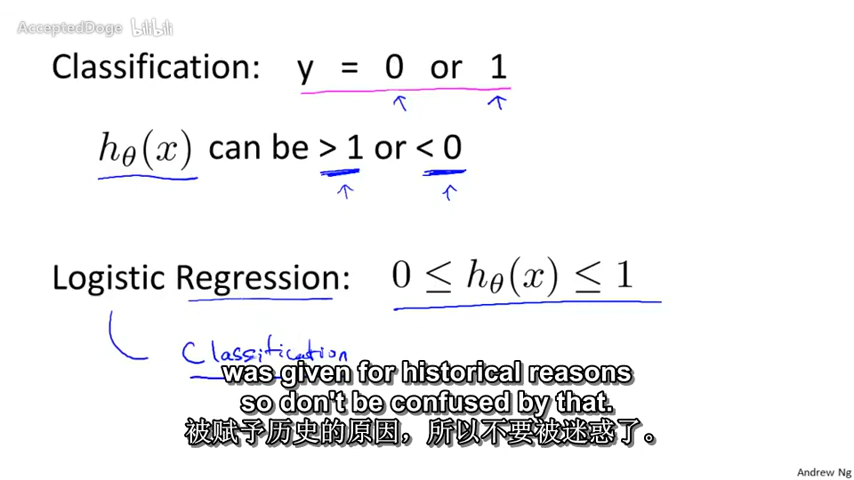 AcceptedDoge bilibili
Classification: y = 0 or 1
hθ(x) can be > 1 or < 0
Logistic Regression: 0 ≤ hθ(x) ≤ 1
Classification
was given for historical reasons
so don't be confused by that.
被赋予历史的原因，所以不要被迷惑了。
Andrew Ng